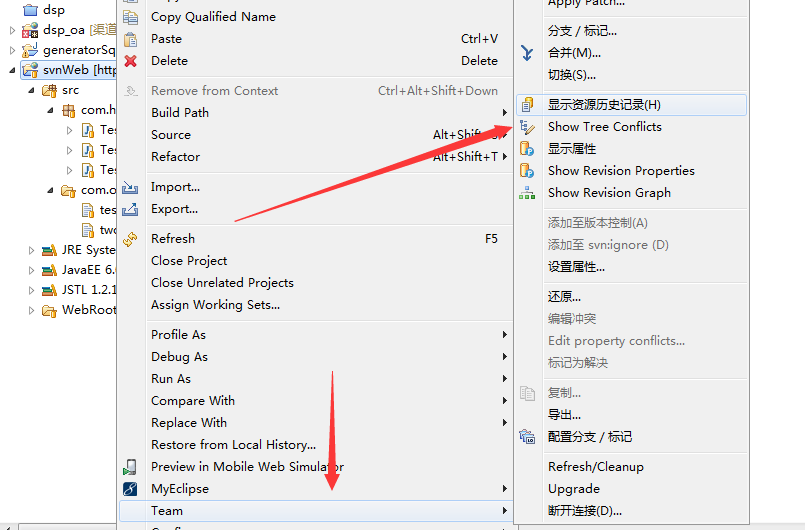 dsp
dsp_oa [渠道
generatorSq
svnWeb [http
src
com.h
Te
Te
Te
com.o
tes
two
JRE Syste
JavaEE 6.0
JSTL 1.2.1
WebRoot
Copy Qualified Name
Paste Ctrl+V
Delete Delete
Remove from Context Ctrl+Alt+Shift+Down
Build Path
Source Alt+Shift+S
Refactor Alt+Shift+T
Import...
Export...
Refresh F5
Close Project
Close Unrelated Projects
Assign Working Sets...
Profile As
Debug As
Run As
Compare With
Replace With
Restore from Local History...
Preview in Mobile Web Simulator
MyEclipse
Team
Apply Patch...
分支 / 标记...
合并(M)...
切换(S)...
显示资源历史记录(H)
Show Tree Conflicts
显示属性
Show Revision Properties
Show Revision Graph
添加至版本控制(A)
添加至 svn:ignore (D)
设置属性...
还原...
编辑冲突
Edit property conflicts...
标记为解决
复制...
导出...
配置分支 / 标记
Refresh/Cleanup
Upgrade
断开连接(D)...